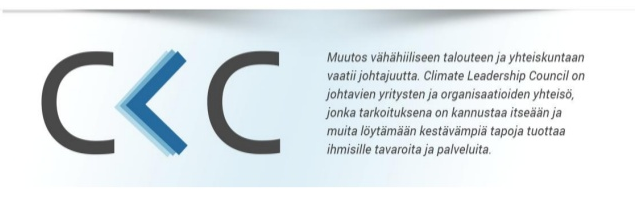 CLC
Muutos vähähiiliseen talouteen ja yhteiskuntaan
vaatii johtajuutta. Climate Leadership Council on
johtavien yritysten ja organisaatioiden yhteisö,
jonka tarkoituksena on kannustaa itseään ja
muita löytämään kestävämpiä tapoja tuottaa
ihmisille tavaroita ja palveluita.